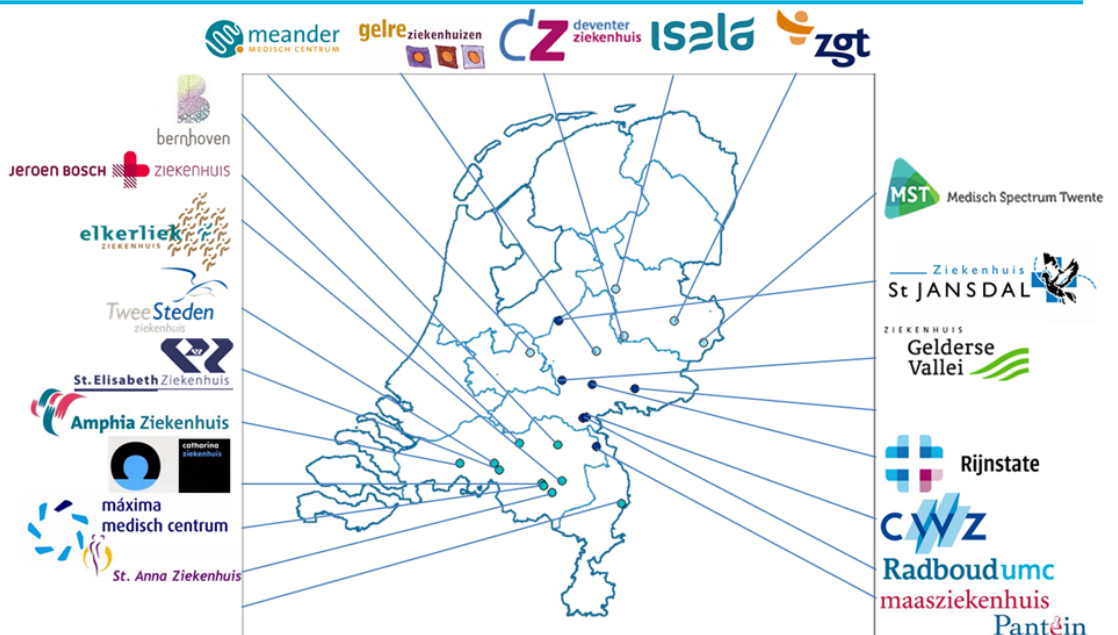 meander
MEDISCH CENTRUM
gelre ziekenhuizen
dz deventer
ziekenhuis
isala
zgt
bernhoven
JEROEN BOSCH ZIEKENHUIS
elkerliek
ZIEKENHUIS
TweeSteden
ziekenhuis
St. Elisabeth Ziekenhuis
Amphia Ziekenhuis
catharina
ziekenhuis
máxima
medisch centrum
St. Anna Ziekenhuis
MST Medisch Spectrum Twente
Ziekenhuis
St JANSDAL
ZIEKENHUIS
Gelderse
Vallei
Rijnstate
CWZ
Radboudumc
maasziekenhuis
Pantein